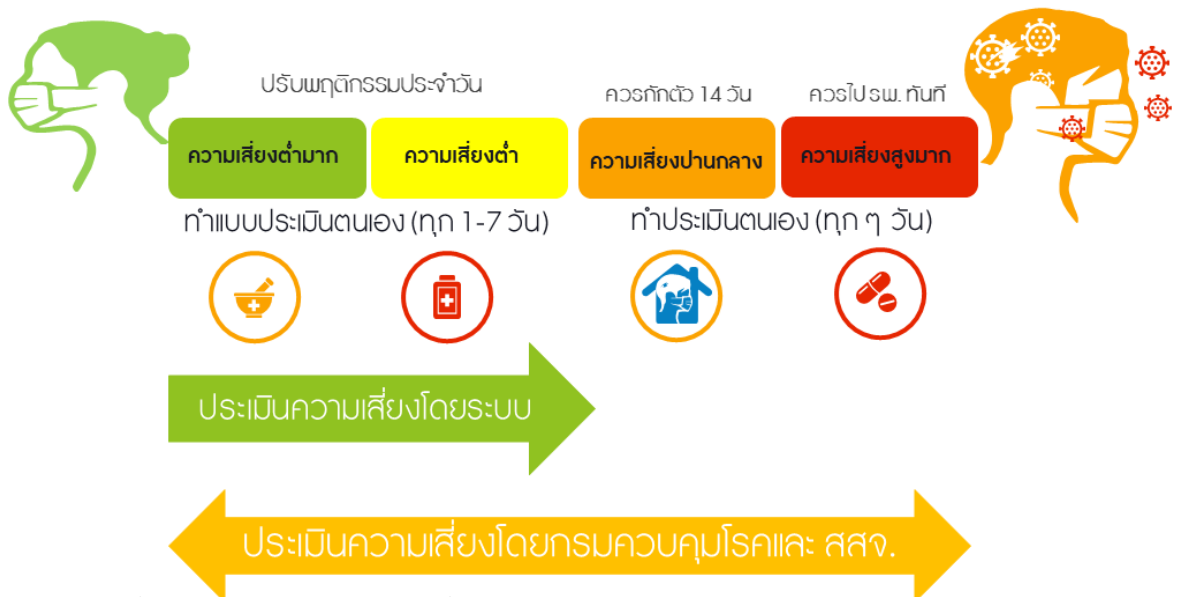 ปรับพฤติกรรมประจำวัน
ควรกักตัว 14 วัน
ควรไป รพ. ทันที
ความเสี่ยงต่ำมาก
ความเสี่ยงต่ำ
ความเสี่ยงปานกลาง
ความเสี่ยงสูงมาก
ทำแบบประเมินตนเอง (ทุก 1-7 วัน)
ทำประเมินตนเอง (ทุก ๆ วัน)
ประเมินความเสี่ยงโดยระบบ
ประเมินความเสี่ยงโดยกรมควบคุมโรคและ สสจ.